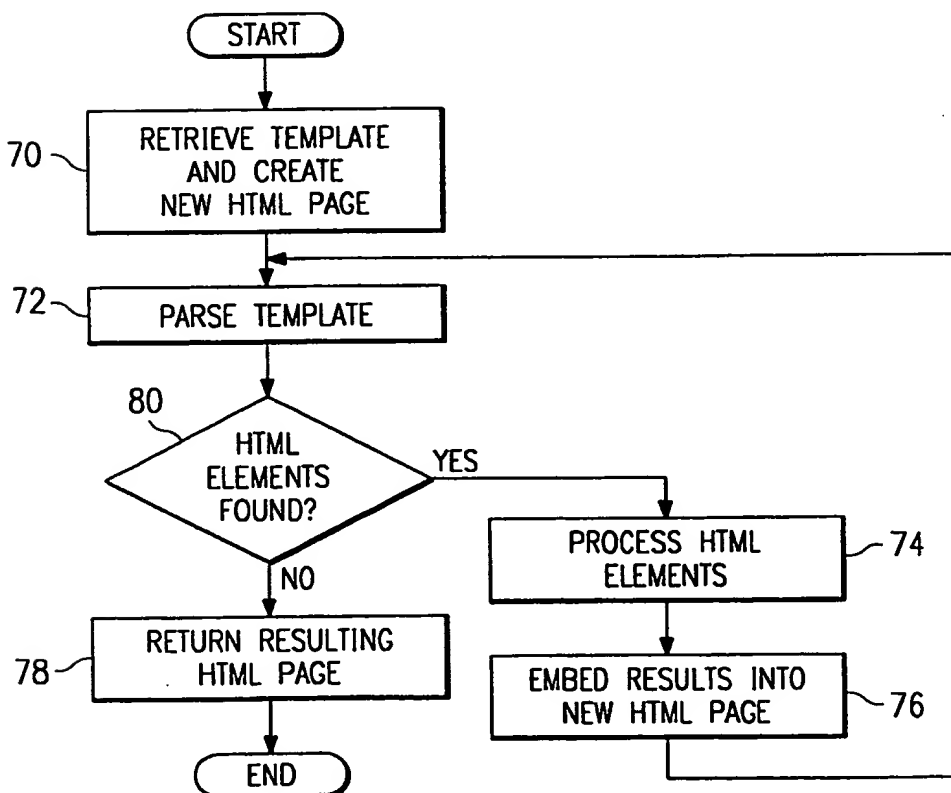 START
70
RETRIEVE TEMPLATE
AND CREATE
NEW HTML PAGE
72
PARSE TEMPLATE
80
HTML
ELEMENTS
FOUND?
YES
NO
PROCESS HTML
ELEMENTS
74
RETURN RESULTING
HTML PAGE
78
EMBED RESULTS INTO
NEW HTML PAGE
76
END